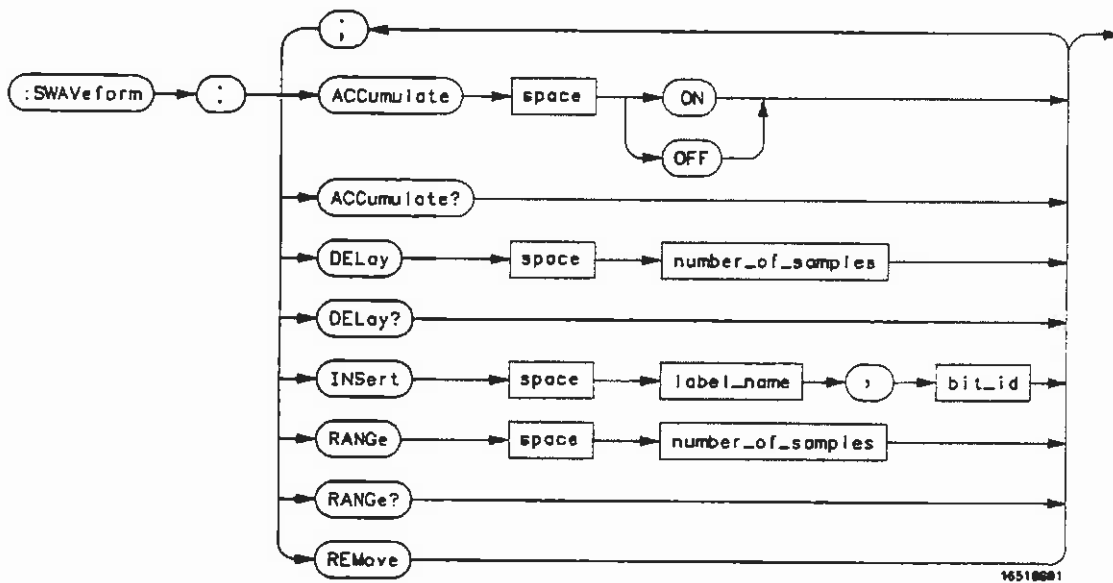 ;
:SWAVeform : ACCumulate space ON
OFF
ACCumulate?
DELay space number_of_samples
DELay?
INSert space label_name , bit_id
RANGe space number_of_samples
RANGe?
REMove